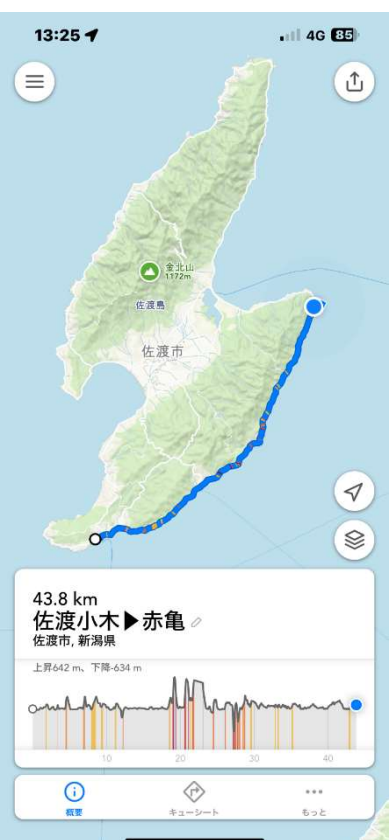 13:25
4G 85
金北山
1172m
佐渡島
佐渡市
43.8 km
佐渡小木▶赤亀
佐渡市, 新潟県
上昇642 m、下降-634 m
10 20 30 40
概要 キューシート もっと